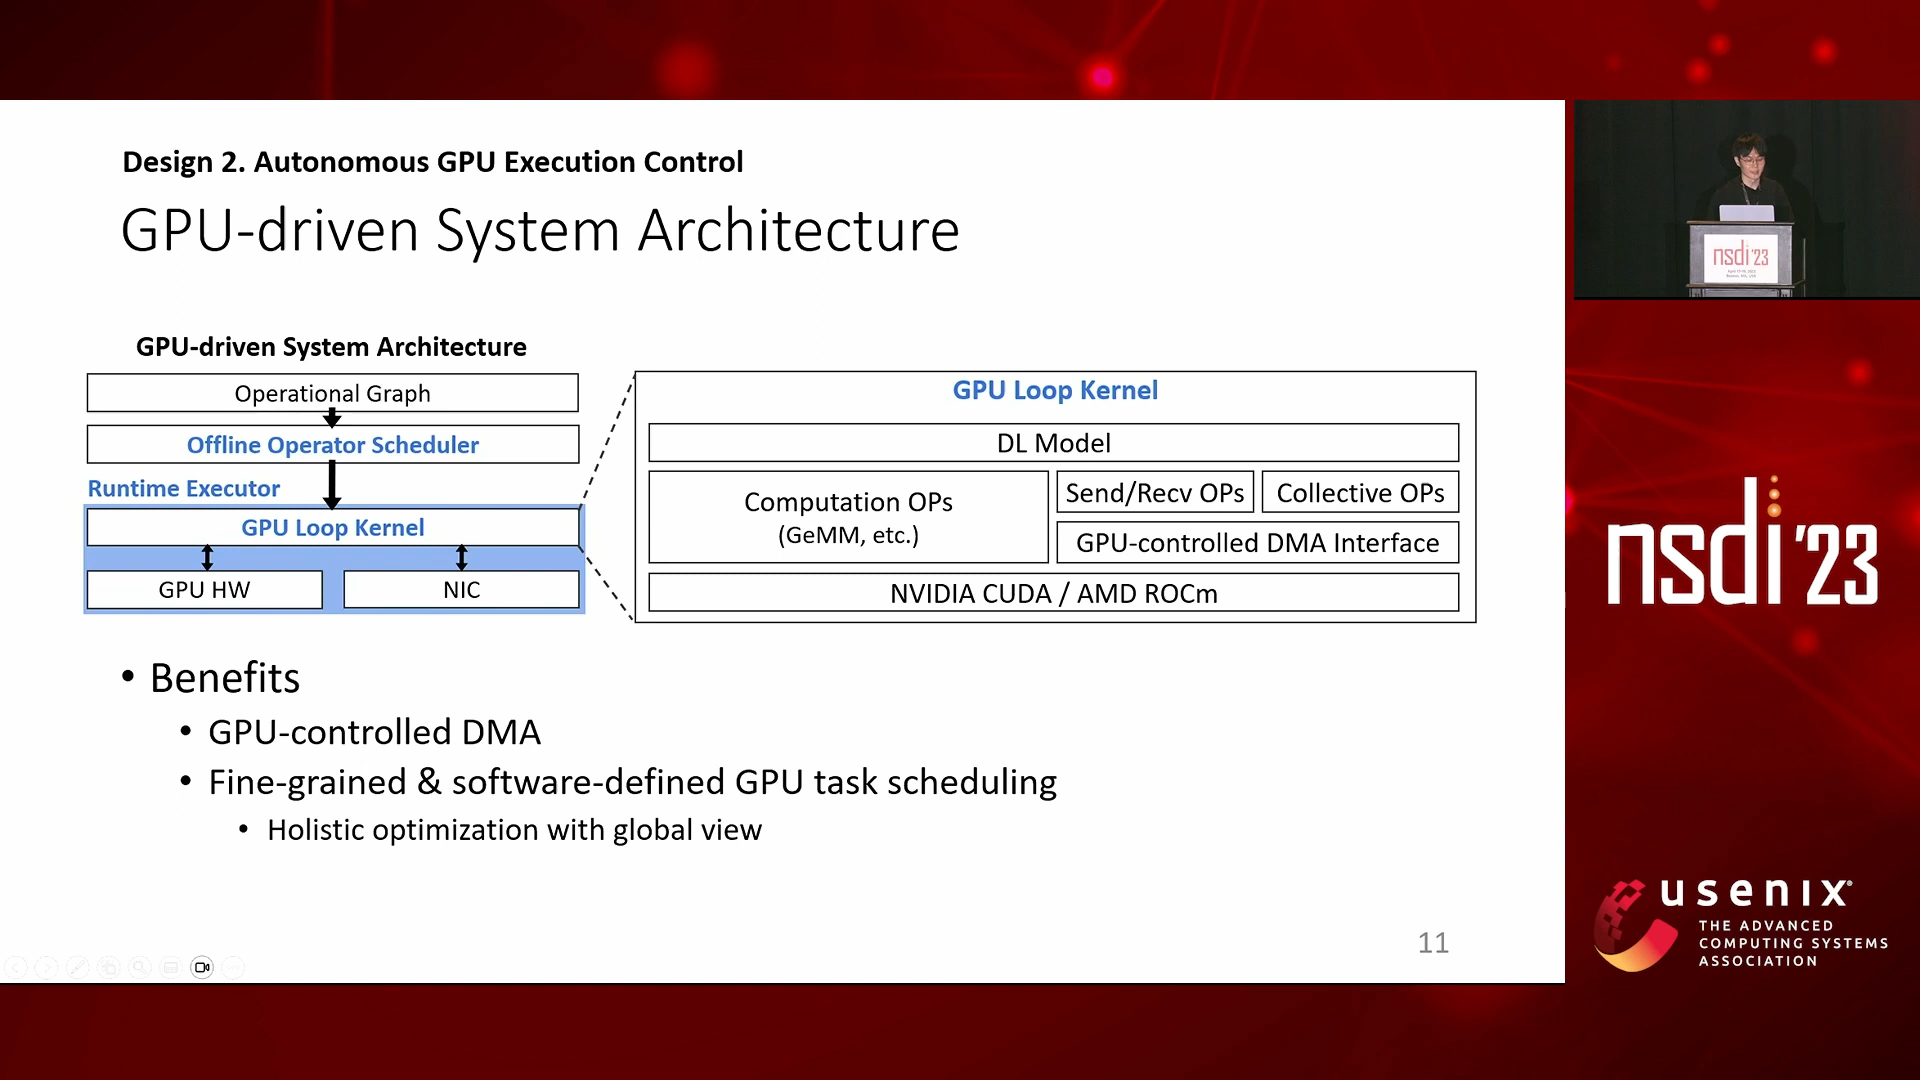 Design 2. Autonomous GPU Execution Control
GPU-driven System Architecture
GPU-driven System Architecture
Operational Graph
Offline Operator Scheduler
Runtime Executor
GPU Loop Kernel
GPU HW
NIC
GPU Loop Kernel
DL Model
Computation OPs
(GeMM, etc.)
Send/Recv OPs
Collective OPs
GPU-controlled DMA Interface
NVIDIA CUDA / AMD ROCm
• Benefits
• GPU-controlled DMA
• Fine-grained & software-defined GPU task scheduling
• Holistic optimization with global view
11
nsdi '23
nsdi '23
usenix®
THE ADVANCED
COMPUTING SYSTEMS
ASSOCIATION